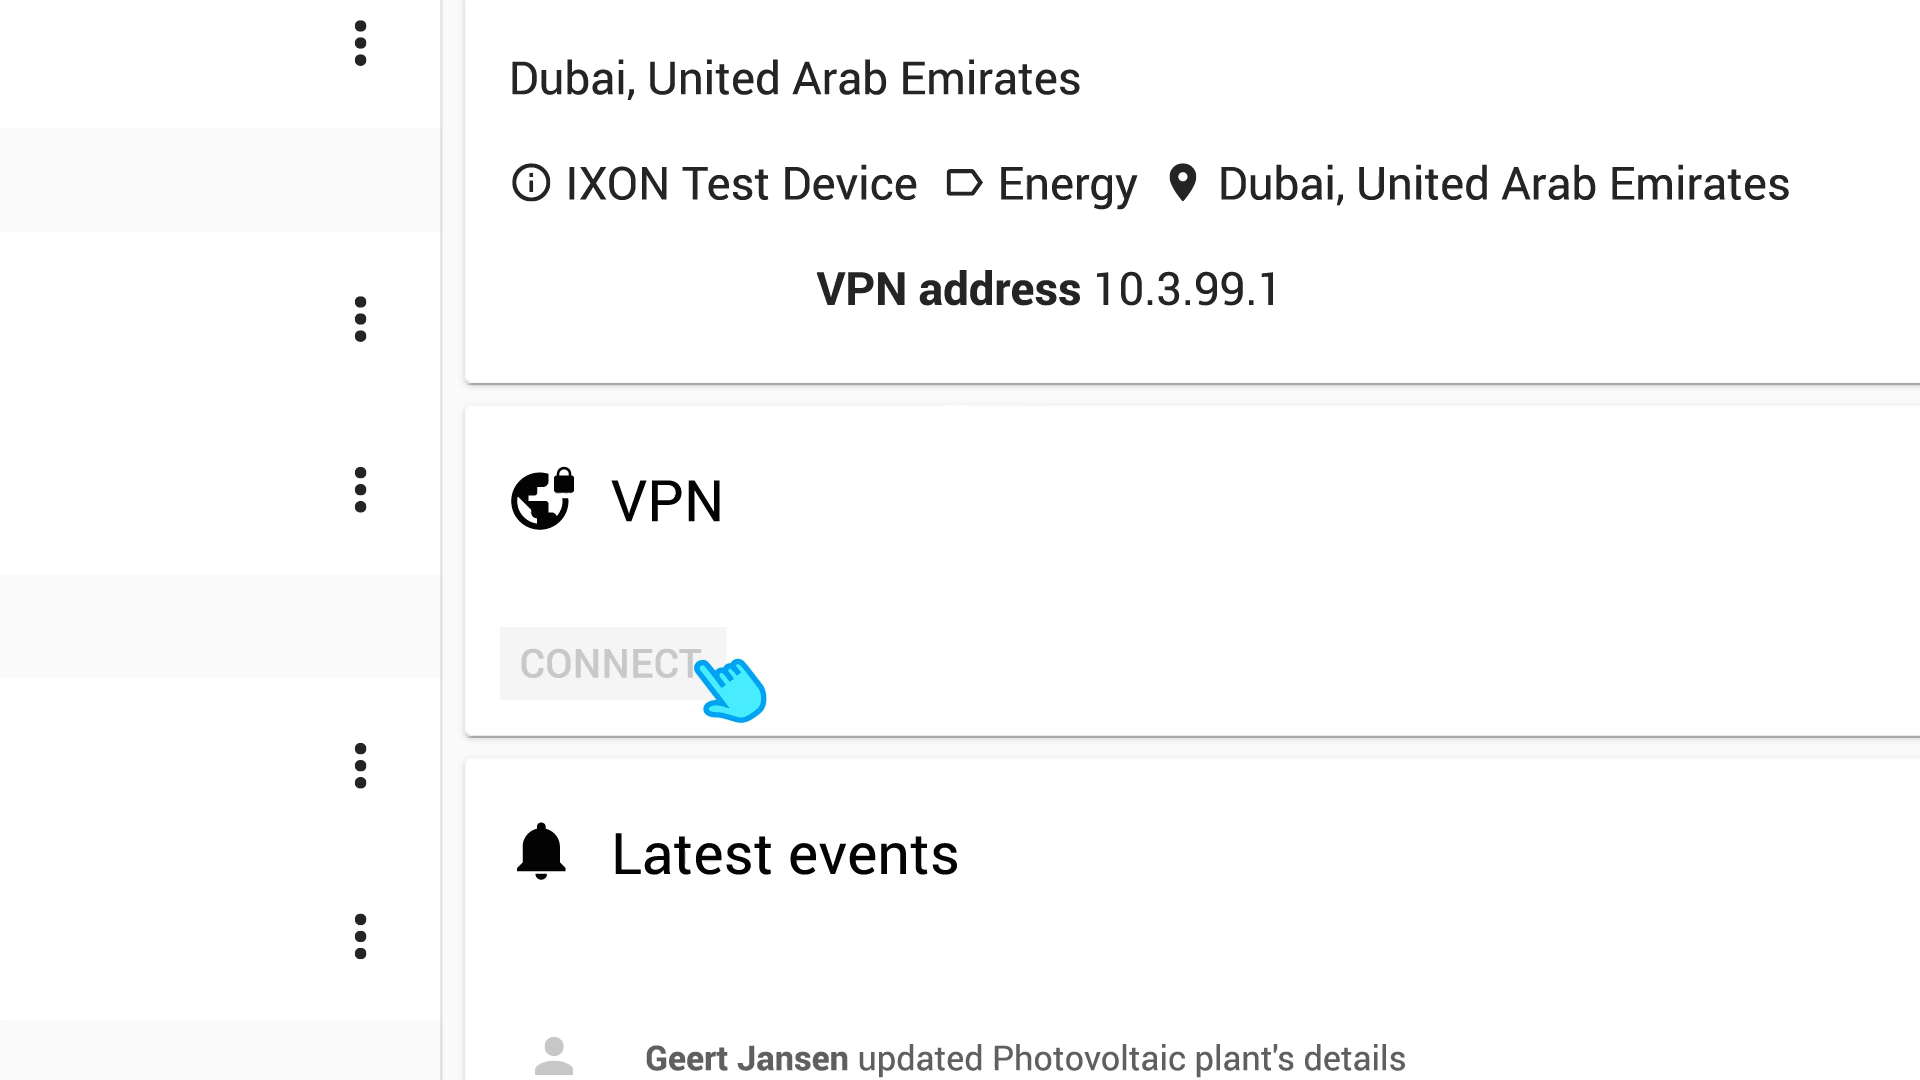 Dubai, United Arab Emirates
IXON Test Device Energy Dubai, United Arab Emirates
VPN address 10.3.99.1
VPN
CONNECT
Latest events
Geert Jansen updated Photovoltaic plant's details